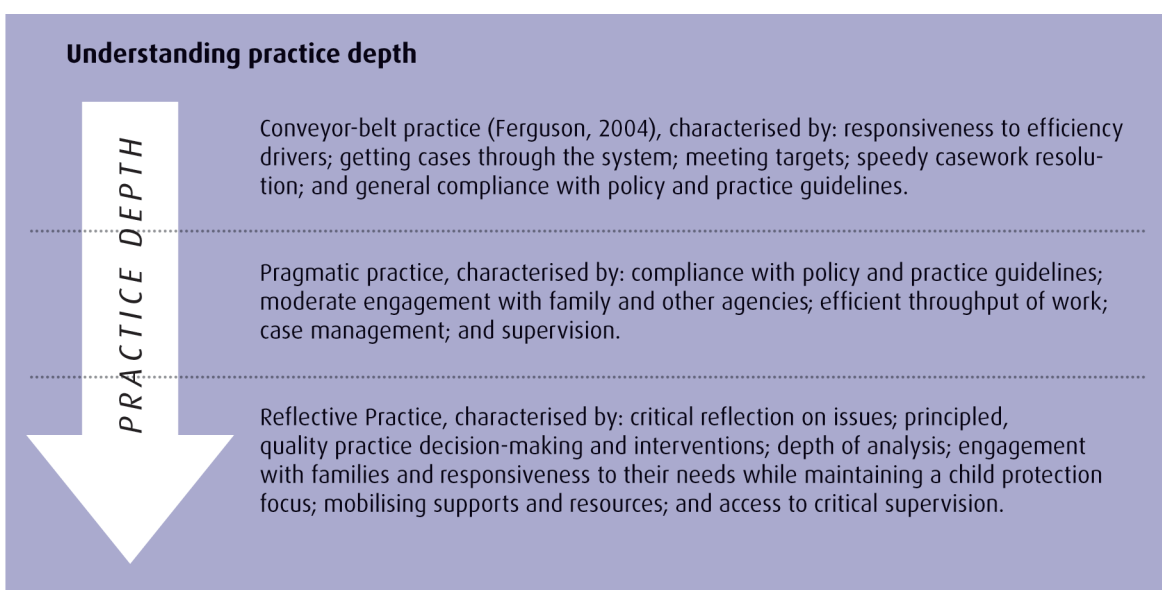 Understanding practice depth
PRACTICE DEPTH
Conveyor-belt practice (Ferguson, 2004), characterised by: responsiveness to efficiency
drivers; getting cases through the system; meeting targets; speedy casework resolu-
tion; and general compliance with policy and practice guidelines.
Pragmatic practice, characterised by: compliance with policy and practice guidelines;
moderate engagement with family and other agencies; efficient throughput of work;
case management; and supervision.
Reflective Practice, characterised by: critical reflection on issues; principled,
quality practice decision-making and interventions; depth of analysis; engagement
with families and responsiveness to their needs while maintaining a child protection
focus; mobilising supports and resources; and access to critical supervision.